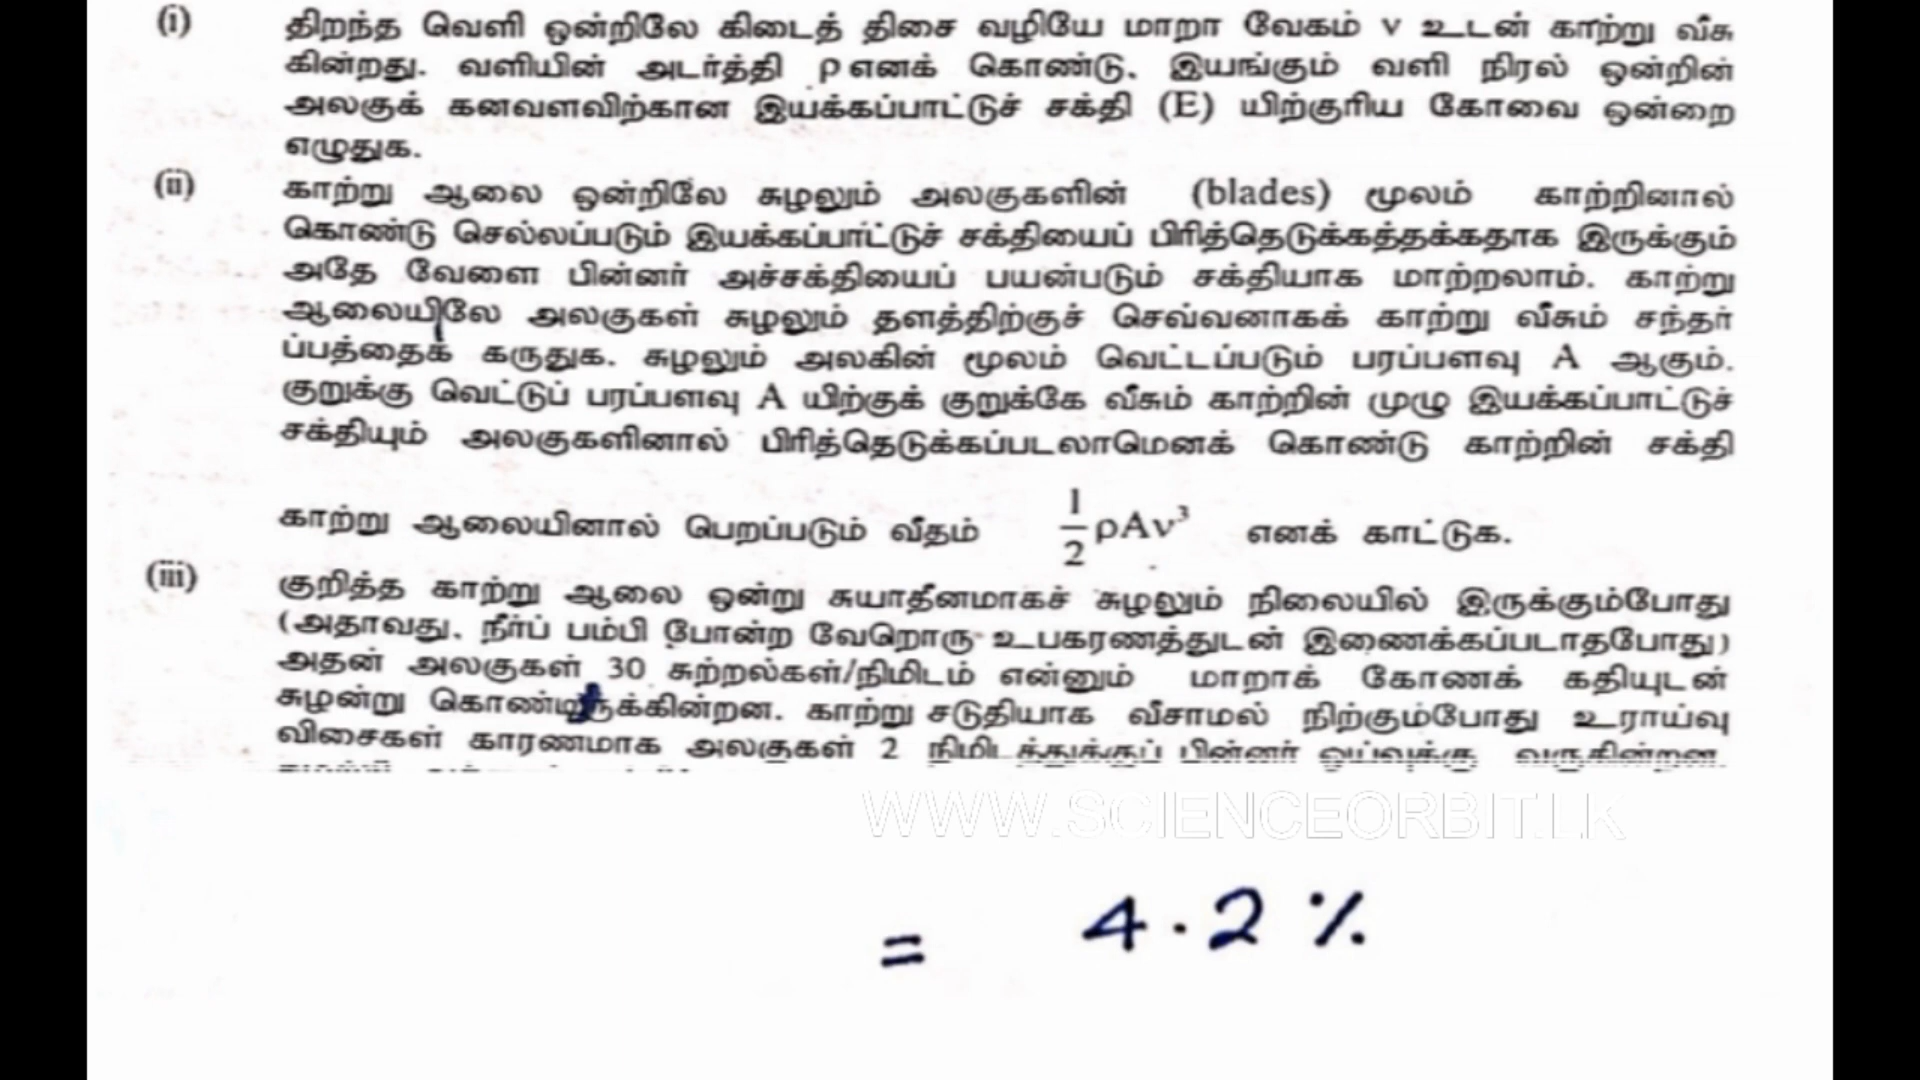 (i) திறந்த வெளி ஒன்றிலே கிடைத் திசை வழியே மாறா வேகம் v உடன் காற்று வீசு
கின்றது. வளியின் அடர்த்தி ρ எனக் கொண்டு, இயங்கும் வளி நிரல் ஒன்றின்
அலகுக் கனவளவிற்கான இயக்கப்பாட்டுச் சக்தி (E) யிற்குரிய கோவை ஒன்றை
எழுதுக.
(ii) காற்று ஆலை ஒன்றிலே சுழலும் அலகுகளின் (blades) மூலம் காற்றினால்
கொண்டு செல்லப்படும் இயக்கப்பாட்டுச் சக்தியைப் பிரித்தெடுக்கத்தக்கதாக இருக்கும்
அதே வேளை பின்னர் அச்சக்தியைப் பயன்படும் சக்தியாக மாற்றலாம். காற்று
ஆலையிலே அலகுகள் சுழலும் தளத்திற்குச் செவ்வனாகக் காற்று வீசும் சந்தர்
ப்பத்தைக் கருதுக. சுழலும் அலகின் மூலம் வெட்டப்படும் பரப்பளவு A ஆகும்.
குறுக்கு வெட்டுப் பரப்பளவு A யிற்குக் குறுக்கே வீசும் காற்றின் முழு இயக்கப்பாட்டுச்
சக்தியும் அலகுகளினால் பிரித்தெடுக்கப்படலாமெனக் கொண்டு காற்றின் சக்தி
காற்று ஆலையினால் பெறப்படும் வீதம் 1/2 ρAv³ எனக் காட்டுக.
(iii) குறித்த காற்று ஆலை ஒன்று சுயாதீனமாகச் சுழலும் நிலையில் இருக்கும்போது
(அதாவது, நீர்ப் பம்பி போன்ற வேறொரு உபகரணத்துடன் இணைக்கப்படாதபோது)
அதன் அலகுகள் 30 சுற்றல்கள்/நிமிடம் என்னும் மாறாக் கோணக் கதியுடன்
சுழன்று கொண்டிருக்கின்றன. காற்று சடுதியாக வீசாமல் நிற்கும்போது உராய்வு
விசைகள் காரணமாக அலகுகள் 2 நிமிடத்துக்குப் பின்னர் ஓய்வுக்கு வருகின்றன.
WWW.SCIENCEORBIT.LK
= 4.2 %